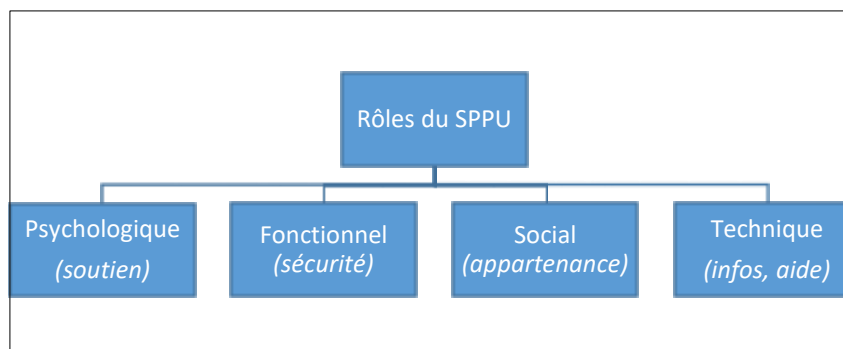 Rôles du SPPU
Psychologique
(soutien)
Fonctionnel
(sécurité)
Social
(appartenance)
Technique
(infos, aide)